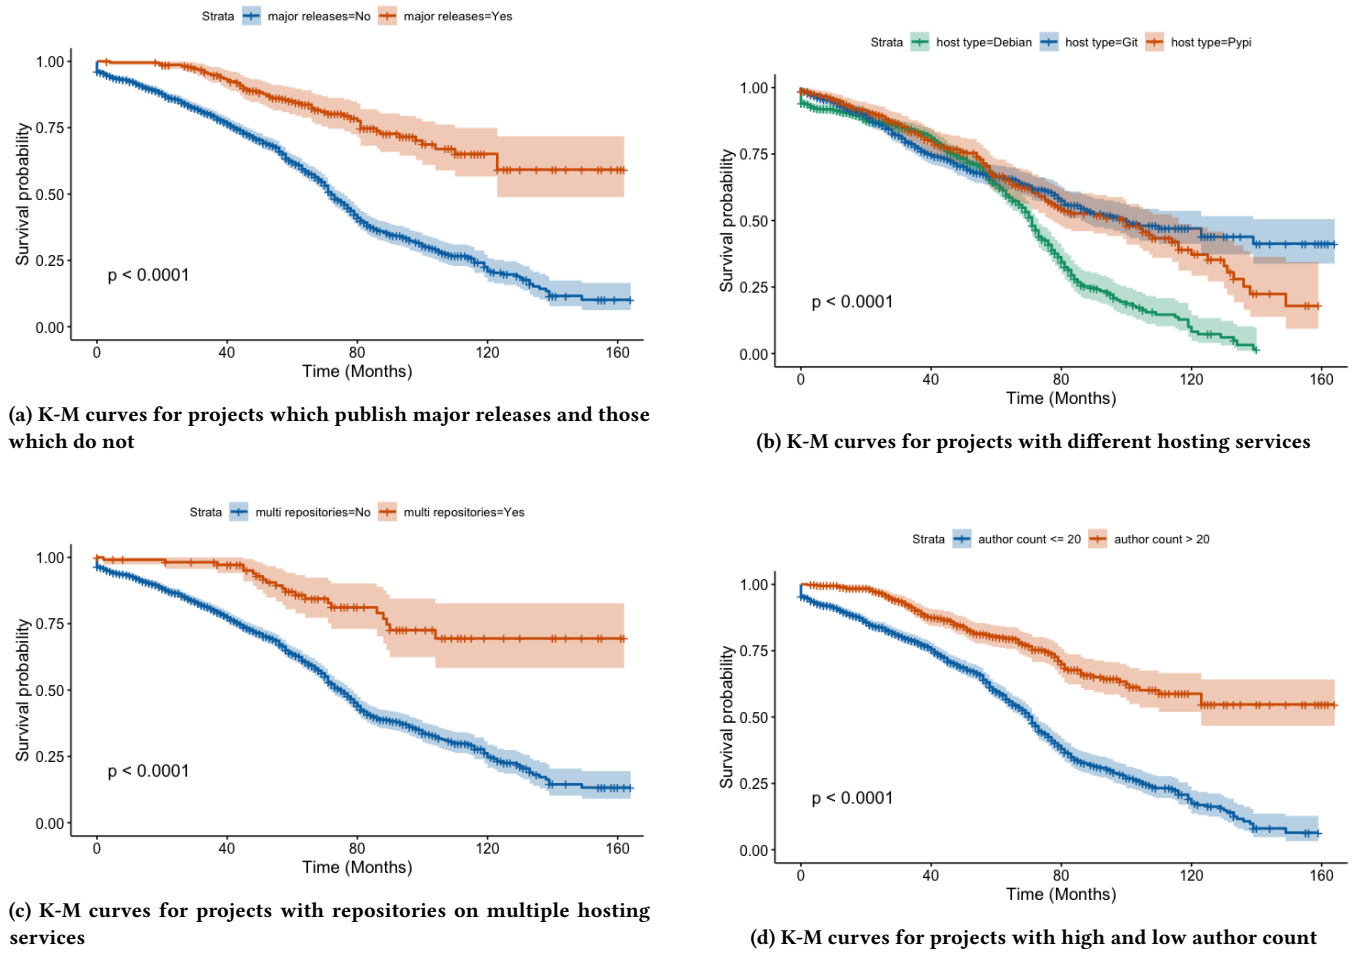 Strata major releases=No major releases=Yes
1.00
0.75
0.50
0.25
0.00
Survival probability
p < 0.0001
0 40 80 120 160
Time (Months)
(a) K-M curves for projects which publish major releases and those
which do not
Strata host type=Debian host type=Git host type=Pypi
1.00
0.75
0.50
0.25
0.00
Survival probability
p < 0.0001
0 40 80 120 160
Time (Months)
(b) K-M curves for projects with different hosting services
Strata multi repositories=No multi repositories=Yes
1.00
0.75
0.50
0.25
0.00
Survival probability
p < 0.0001
0 40 80 120 160
Time (Months)
(c) K-M curves for projects with repositories on multiple hosting
services
Strata author count <= 20 author count > 20
1.00
0.75
0.50
0.25
0.00
Survival probability
p < 0.0001
0 40 80 120 160
Time (Months)
(d) K-M curves for projects with high and low author count